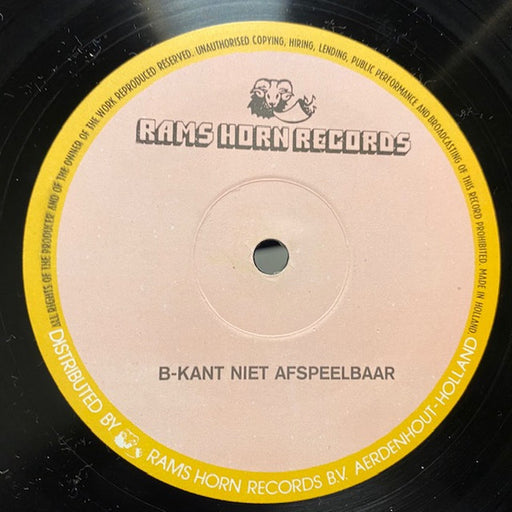 ALL RIGHTS OF THE PRODUCER AND OF THE OWNER OF THE WORK REPRODUCED RESERVED. UNAUTHORISED COPYING, HIRING, LENDING, PUBLIC PERFORMANCE AND BROADCASTING OF THIS RECORD PROHIBITED. MADE IN HOLLAND.
RAMS HORN RECORDS
B-KANT NIET AFSPEELBAAR
DISTRIBUTED BY RAMS HORN RECORDS B.V. AERDENHOUT-HOLLAND